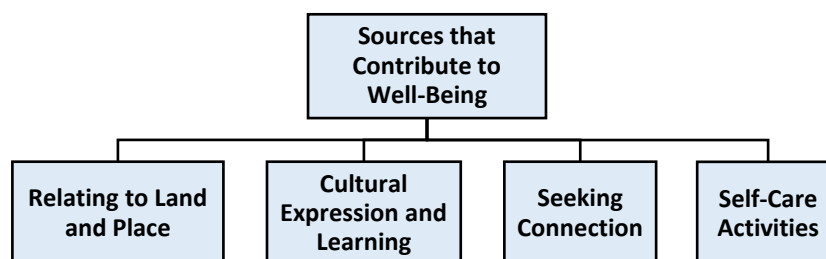 Sources that
Contribute to
Well-Being
Relating to Land
and Place
Cultural
Expression and
Learning
Seeking
Connection
Self-Care
Activities